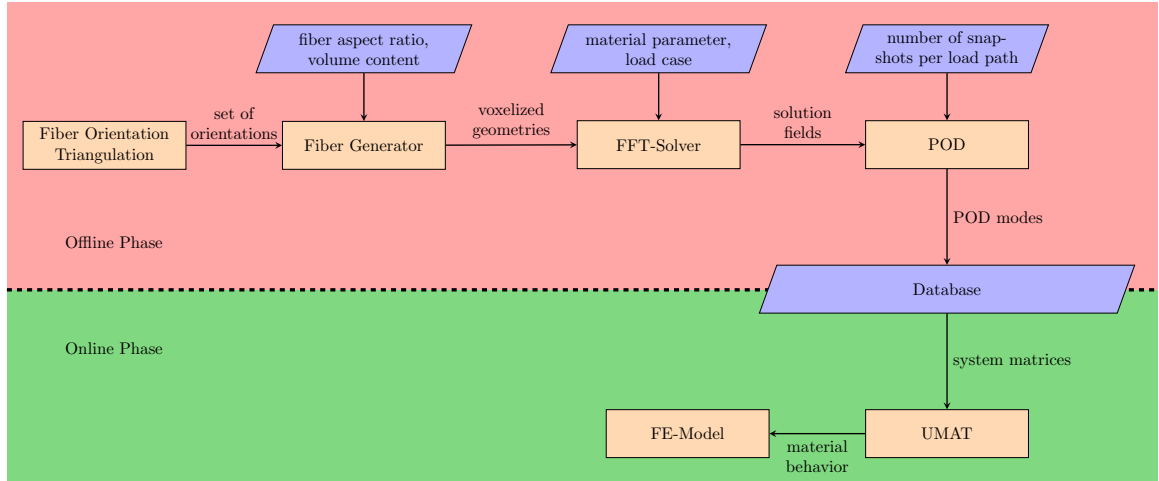 fiber aspect ratio,
volume content
material parameter,
load case
number of snap-
shots per load path
Fiber Orientation
Triangulation
set of
orientations
Fiber Generator
voxelized
geometries
FFT-Solver
solution
fields
POD
POD modes
Offline Phase
Database
Online Phase
system matrices
FE-Model
material
behavior
UMAT